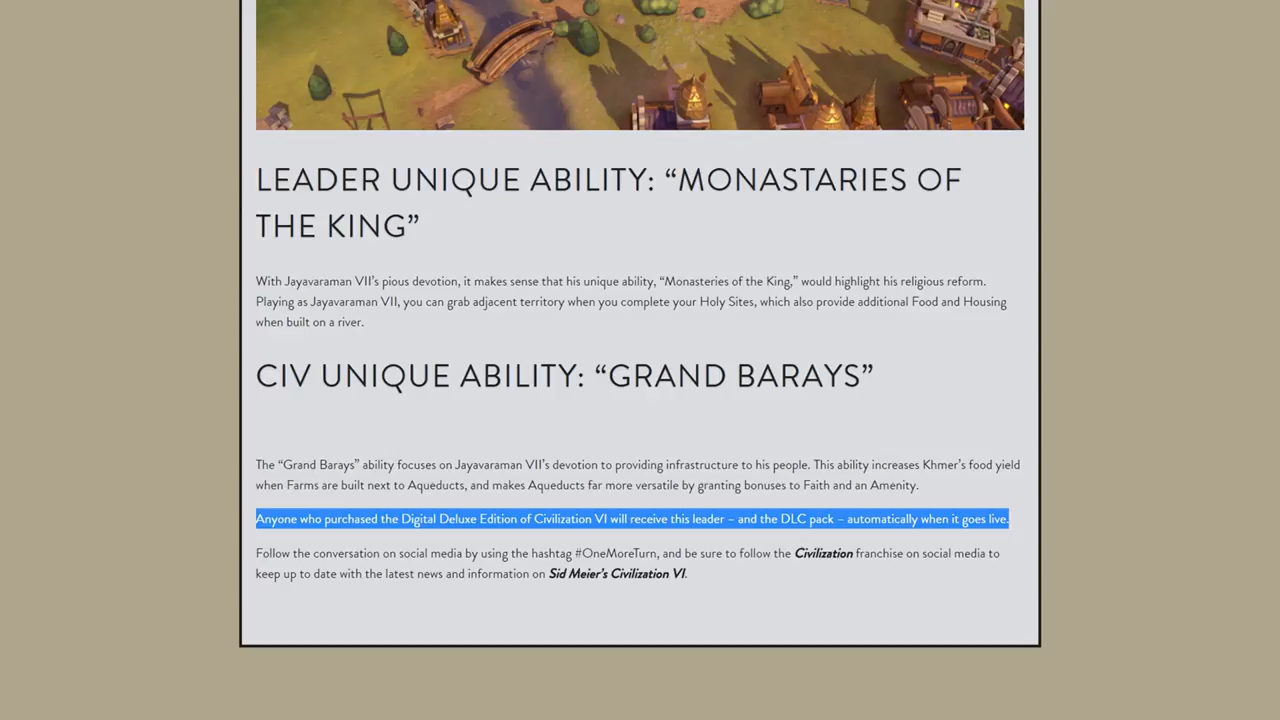 LEADER UNIQUE ABILITY: “MONASTARIES OF
THE KING”
With Jayavaraman VII’s pious devotion, it makes sense that his unique ability, “Monasteries of the King,” would highlight his religious reform.
Playing as Jayavaraman VII, you can grab adjacent territory when you complete your Holy Sites, which also provide additional Food and Housing
when built on a river.
CIV UNIQUE ABILITY: “GRAND BARAYS”
The “Grand Barays” ability focuses on Jayavaraman VII’s devotion to providing infrastructure to his people. This ability increases Khmer’s food yield
when Farms are built next to Aqueducts, and makes Aqueducts far more versatile by granting bonuses to Faith and an Amenity.
Anyone who purchased the Digital Deluxe Edition of Civilization VI will receive this leader – and the DLC pack – automatically when it goes live.
Follow the conversation on social media by using the hashtag #OneMoreTurn, and be sure to follow the Civilization franchise on social media to
keep up to date with the latest news and information on Sid Meier’s Civilization VI.